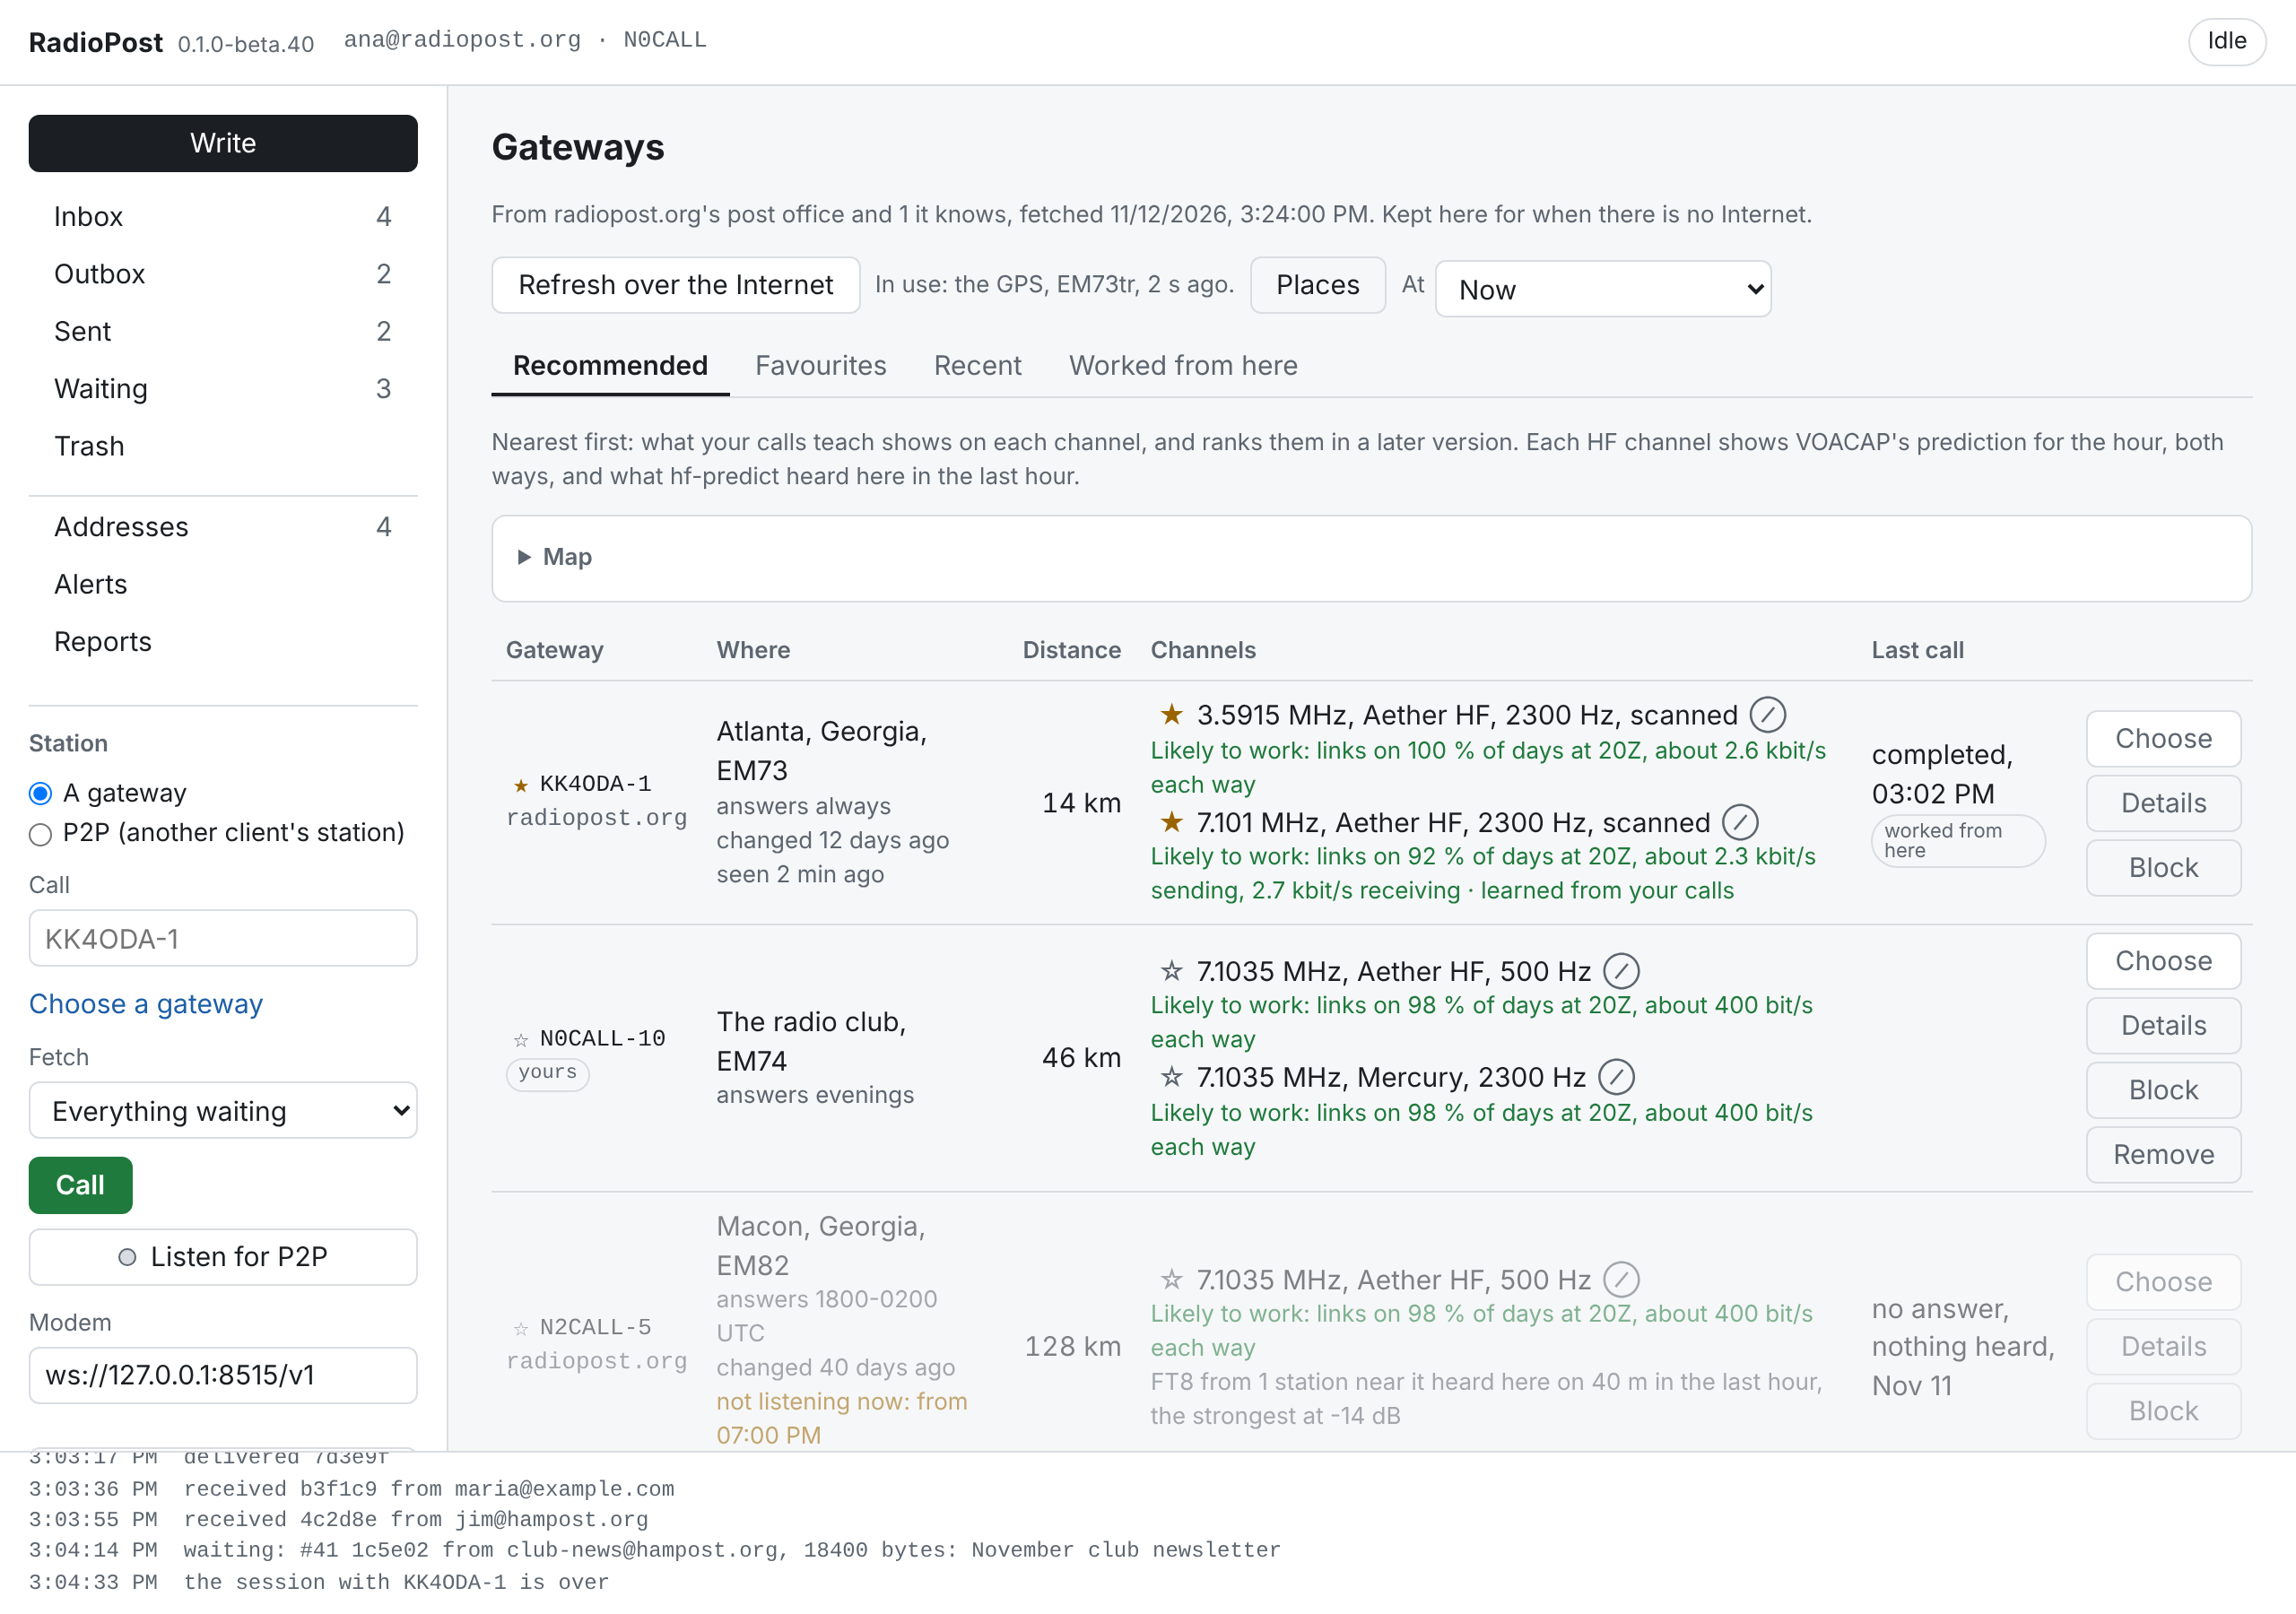 RadioPost 0.1.0-beta.40 ana@radiopost.org · N0CALL
Idle
Write
Inbox 4
Outbox 2
Sent 2
Waiting 3
Trash
Addresses 4
Alerts
Reports
Station
A gateway
P2P (another client's station)
Call
KK4ODA-1
Choose a gateway
Fetch
Everything waiting
Call
Listen for P2P
Modem
ws://127.0.0.1:8515/v1
Gateways
From radiopost.org's post office and 1 it knows, fetched 11/12/2026, 3:24:00 PM. Kept here for when there is no Internet.
Refresh over the Internet In use: the GPS, EM73tr, 2 s ago. Places At Now
Recommended Favourites Recent Worked from here
Nearest first: what your calls teach shows on each channel, and ranks them in a later version. Each HF channel shows VOACAP's prediction for the hour, both
ways, and what hf-predict heard here in the last hour.
Map
Gateway Where Distance Channels Last call
★ KK4ODA-1
radiopost.org
Atlanta, Georgia,
EM73
answers always
changed 12 days ago
seen 2 min ago
14 km
★ 3.5915 MHz, Aether HF, 2300 Hz, scanned
Likely to work: links on 100 % of days at 20Z, about 2.6 kbit/s
each way
★ 7.101 MHz, Aether HF, 2300 Hz, scanned
Likely to work: links on 92 % of days at 20Z, about 2.3 kbit/s
sending, 2.7 kbit/s receiving · learned from your calls
completed,
03:02 PM
worked from
here
Choose
Details
Block
☆ N0CALL-10
yours
The radio club,
EM74
answers evenings
46 km
☆ 7.1035 MHz, Aether HF, 500 Hz
Likely to work: links on 98 % of days at 20Z, about 400 bit/s
each way
☆ 7.1035 MHz, Mercury, 2300 Hz
Likely to work: links on 98 % of days at 20Z, about 400 bit/s
each way
Choose
Details
Block
Remove
☆ N2CALL-5
radiopost.org
Macon, Georgia,
EM82
answers 1800-0200
UTC
changed 40 days ago
not listening now: from
07:00 PM
128 km
☆ 7.1035 MHz, Aether HF, 500 Hz
Likely to work: links on 98 % of days at 20Z, about 400 bit/s
each way
FT8 from 1 station near it heard here on 40 m in the last hour,
the strongest at -14 dB
no answer,
nothing heard,
Nov 11
Choose
Details
Block
3:03:17 PM delivered 7d3e9f
3:03:36 PM received b3f1c9 from maria@example.com
3:03:55 PM received 4c2d8e from jim@hampost.org
3:04:14 PM waiting: #41 1c5e02 from club-news@hampost.org, 18400 bytes: November club newsletter
3:04:33 PM the session with KK4ODA-1 is over